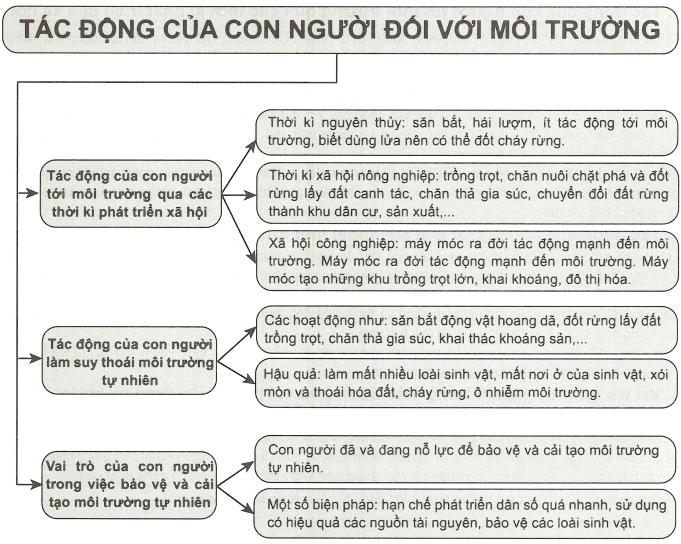 TÁC ĐỘNG CỦA CON NGƯỜI ĐỐI VỚI MÔI TRƯỜNG
Tác động của con người
tới môi trường qua các
thời kì phát triển xã hội
Thời kì nguyên thủy: săn bắt, hái lượm, ít tác động tới môi
trường, biết dùng lửa nên có thể đốt cháy rừng.
Thời kì xã hội nông nghiệp: trồng trọt, chăn nuôi chặt phá và đốt
rừng lấy đất canh tác, chăn thả gia súc, chuyển đổi đất rừng
thành khu dân cư, sản xuất,...
Xã hội công nghiệp: máy móc ra đời tác động mạnh đến môi
trường. Máy móc ra đời tác động mạnh đến môi trường. Máy
móc tạo những khu trồng trọt lớn, khai khoáng, đô thị hóa.
Tác động của con người
làm suy thoái môi trường
tự nhiên
Các hoạt động như: săn bắt động vật hoang dã, đốt rừng lấy đất
trồng trọt, chăn thả gia súc, khai thác khoáng sản,...
Hậu quả: làm mất nhiều loài sinh vật, mất nơi ở của sinh vật, xói
mòn và thoái hóa đất, cháy rừng, ô nhiễm môi trường.
Vai trò của con người
trong việc bảo vệ và cải
tạo môi trường tự nhiên
Con người đã và đang nỗ lực để bảo vệ và cải tạo môi trường
tự nhiên.
Một số biện pháp: hạn chế phát triển dân số quá nhanh, sử dụng
có hiệu quả các nguồn tài nguyên, bảo vệ các loài sinh vật.